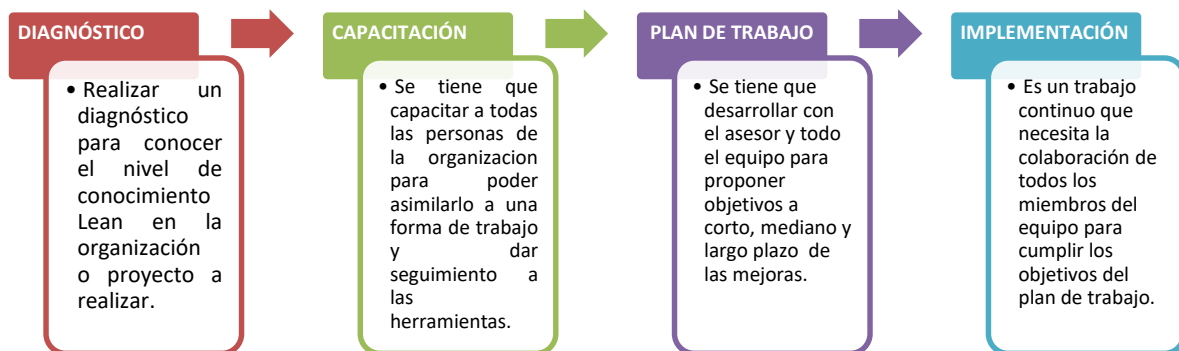 DIAGNÓSTICO
• Realizar un
diagnóstico
para conocer
el nivel de
conocimiento
Lean en la
organización
o proyecto a
realizar.
CAPACITACIÓN
• Se tiene que
capacitar a todas
las personas de
la organizacion
para poder
asimilarlo a una
forma de trabajo
y dar
seguimiento a
las
herramientas.
PLAN DE TRABAJO
• Se tiene que
desarrollar con
el asesor y todo
el equipo para
proponer
objetivos a
corto, mediano y
largo plazo de
las mejoras.
IMPLEMENTACIÓN
• Es un trabajo
continuo que
necesita la
colaboración de
todos los
miembros del
equipo para
cumplir los
objetivos del
plan de trabajo.